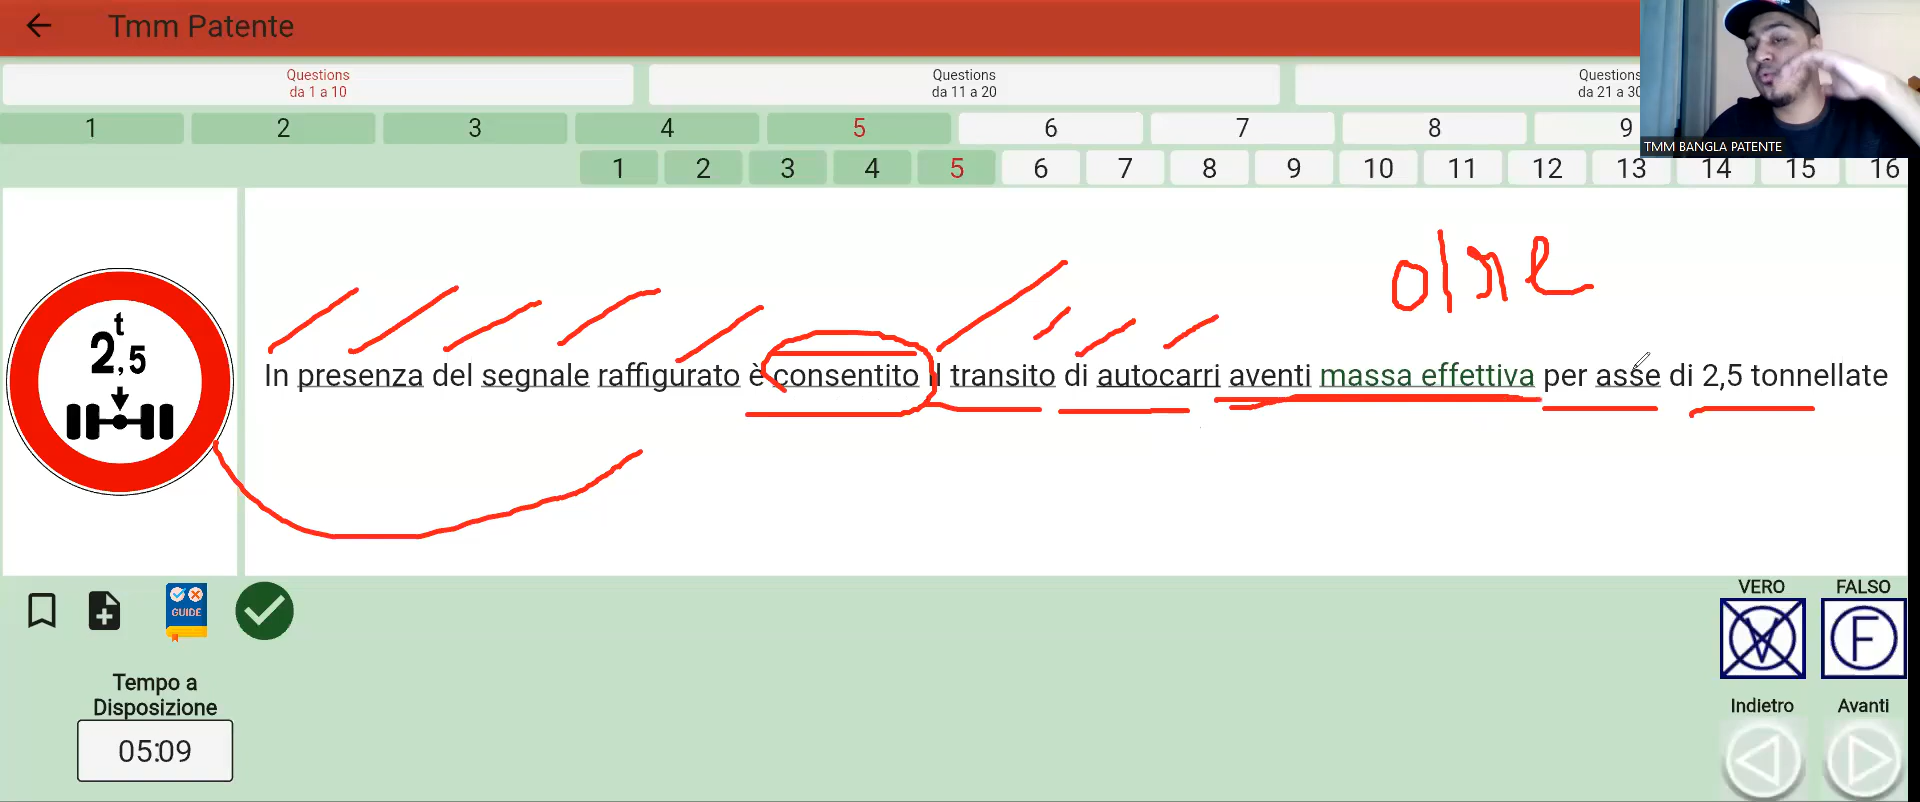 Tmm Patente
Questions
da 1 a 10
Questions
da 11 a 20
Questions
da 21 a 30
1 2 3 4 5 6 7 8 9
TMM BANGLA PATENTE
1 2 3 4 5 6 7 8 9 10 11 12 13 14 15 16
t
2,5
In presenza del segnale raffigurato è consentito il transito di autocarri aventi massa effettiva per asse di 2,5 tonnellate
GUIDE
VERO FALSO
V F
Tempo a
Disposizione
05:09
Indietro Avanti